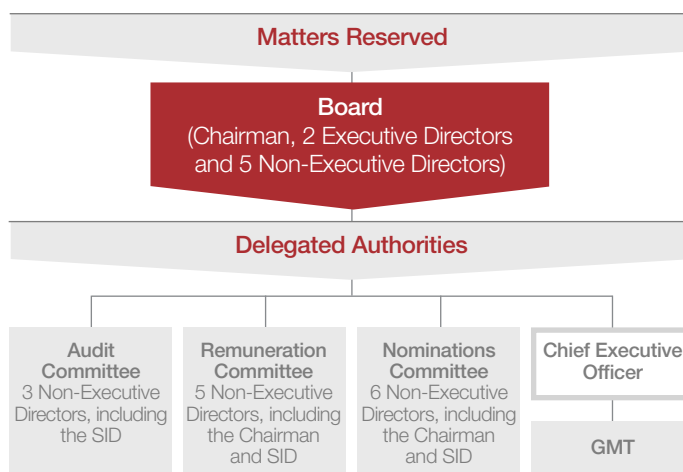 Matters Reserved
Board
(Chairman, 2 Executive Directors
and 5 Non-Executive Directors)
Delegated Authorities
Audit
Committee
3 Non-Executive
Directors, including
the SID
Remuneration
Committee
5 Non-Executive
Directors, including
the Chairman
and SID
Nominations
Committee
6 Non-Executive
Directors, including
the Chairman
and SID
Chief Executive
Officer
GMT